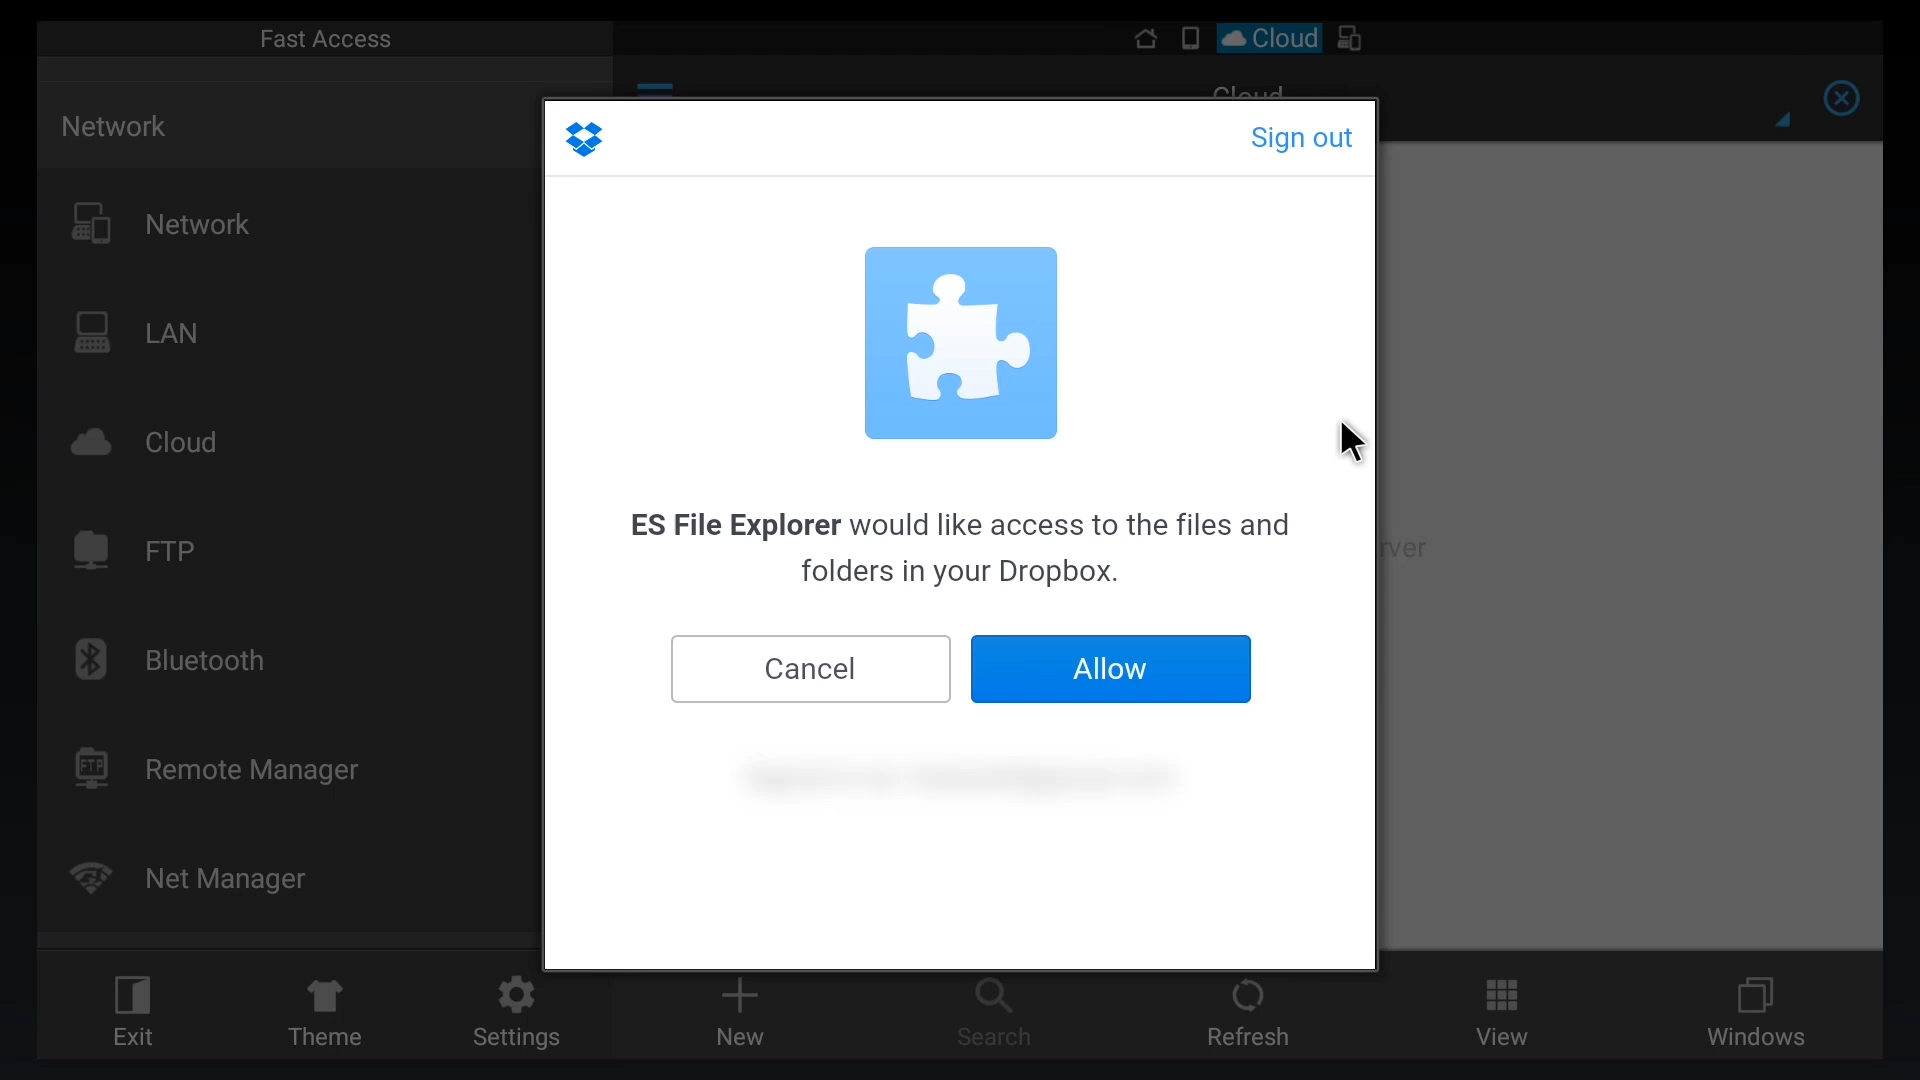 Fast Access
Cloud
Cloud
Network
Network
LAN
Cloud
FTP
Bluetooth
Remote Manager
FTP
Net Manager
Sign out
ES File Explorer would like access to the files and
folders in your Dropbox.
Cancel
Allow
Exit
Theme
Settings
New
Search
Refresh
View
Windows